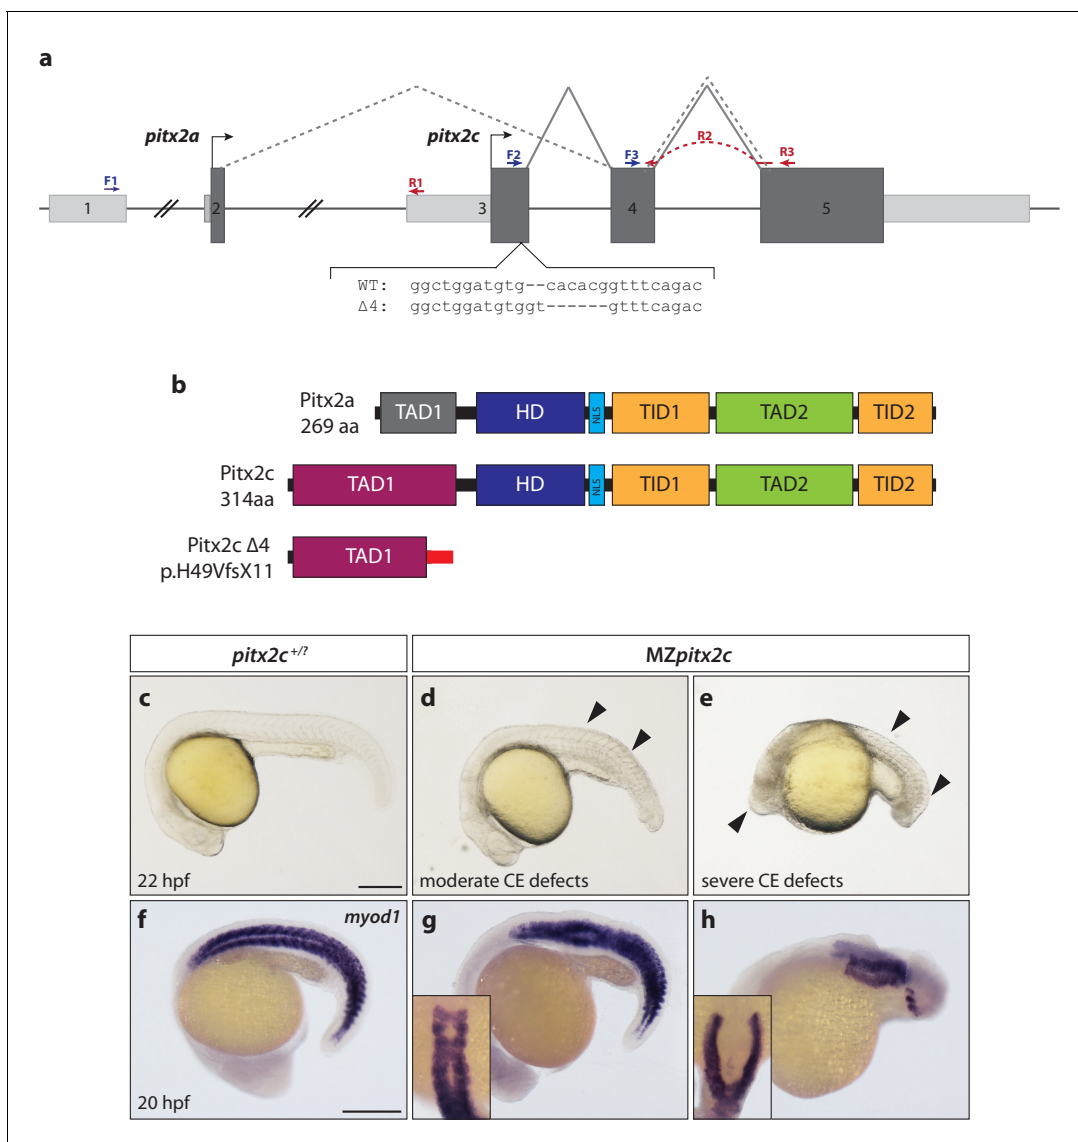 a
pitx2a
pitx2c
F1
R1
F2
F3
R2
R3
1
2
3
4
5
WT: ggctggatgtg--cacacggtttcagac
Δ4: ggctggatgtggt------gtttcagac
b
Pitx2a
269 aa
TAD1 HD NLS TID1 TAD2 TID2
Pitx2c
314aa
TAD1 HD NLS TID1 TAD2 TID2
Pitx2c Δ4
p.H49VfsX11
TAD1
pitx2c+/?
MZpitx2c
c
22 hpf
d
moderate CE defects
e
severe CE defects
f
myod1
20 hpf
g
h